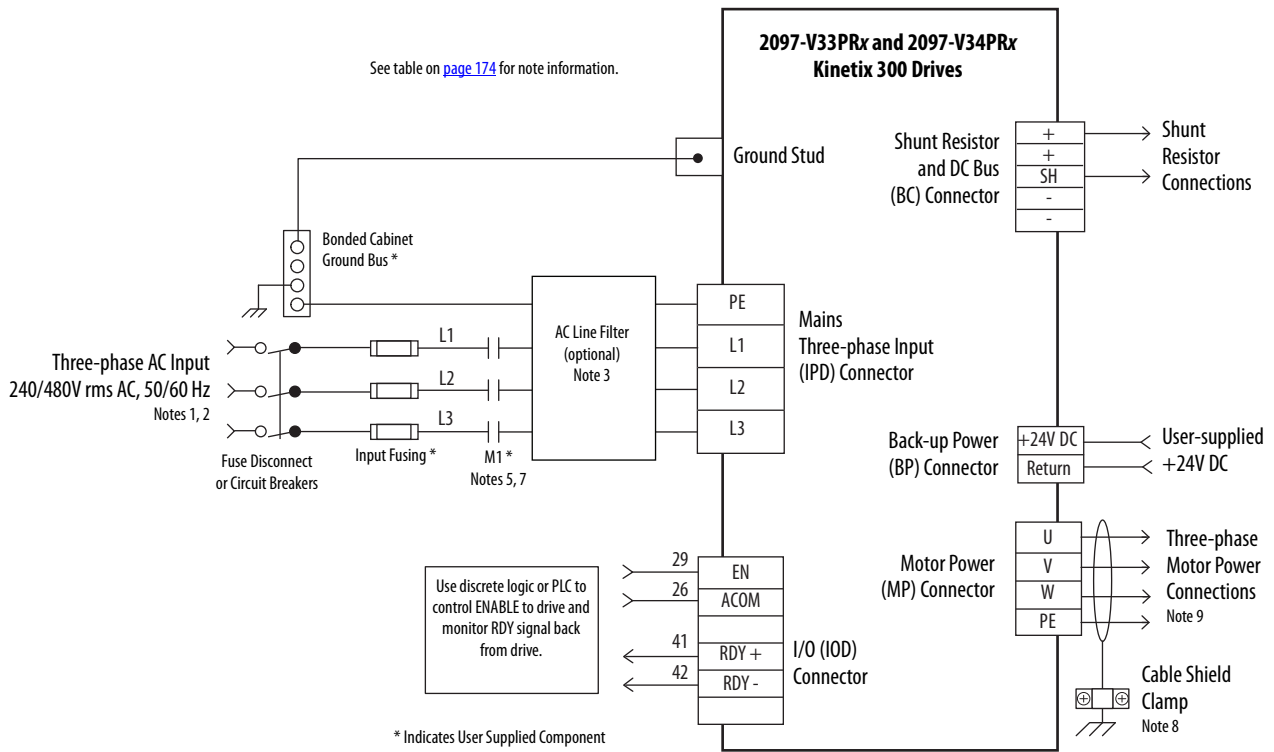 2097-V33PRx and 2097-V34PRx
Kinetix 300 Drives
See table on page 174 for note information.
Ground Stud
Shunt Resistor
and DC Bus
(BC) Connector
+
+
SH
-
-
Shunt
Resistor
Connections
Bonded Cabinet
Ground Bus *
Three-phase AC Input
240/480V rms AC, 50/60 Hz
Notes 1, 2
Fuse Disconnect
or Circuit Breakers
L1
L2
L3
Input Fusing *
M1 *
Notes 5, 7
AC Line Filter
(optional)
Note 3
PE
L1
L2
L3
Mains
Three-phase Input
(IPD) Connector
Back-up Power
(BP) Connector
+24V DC
Return
User-supplied
+24V DC
Motor Power
(MP) Connector
U
V
W
PE
Three-phase
Motor Power
Connections
Note 9
Cable Shield
Clamp
Note 8
Use discrete logic or PLC to
control ENABLE to drive and
monitor RDY signal back
from drive.
29
26
41
42
EN
ACOM
RDY +
RDY -
I/O (IOD)
Connector
* Indicates User Supplied Component